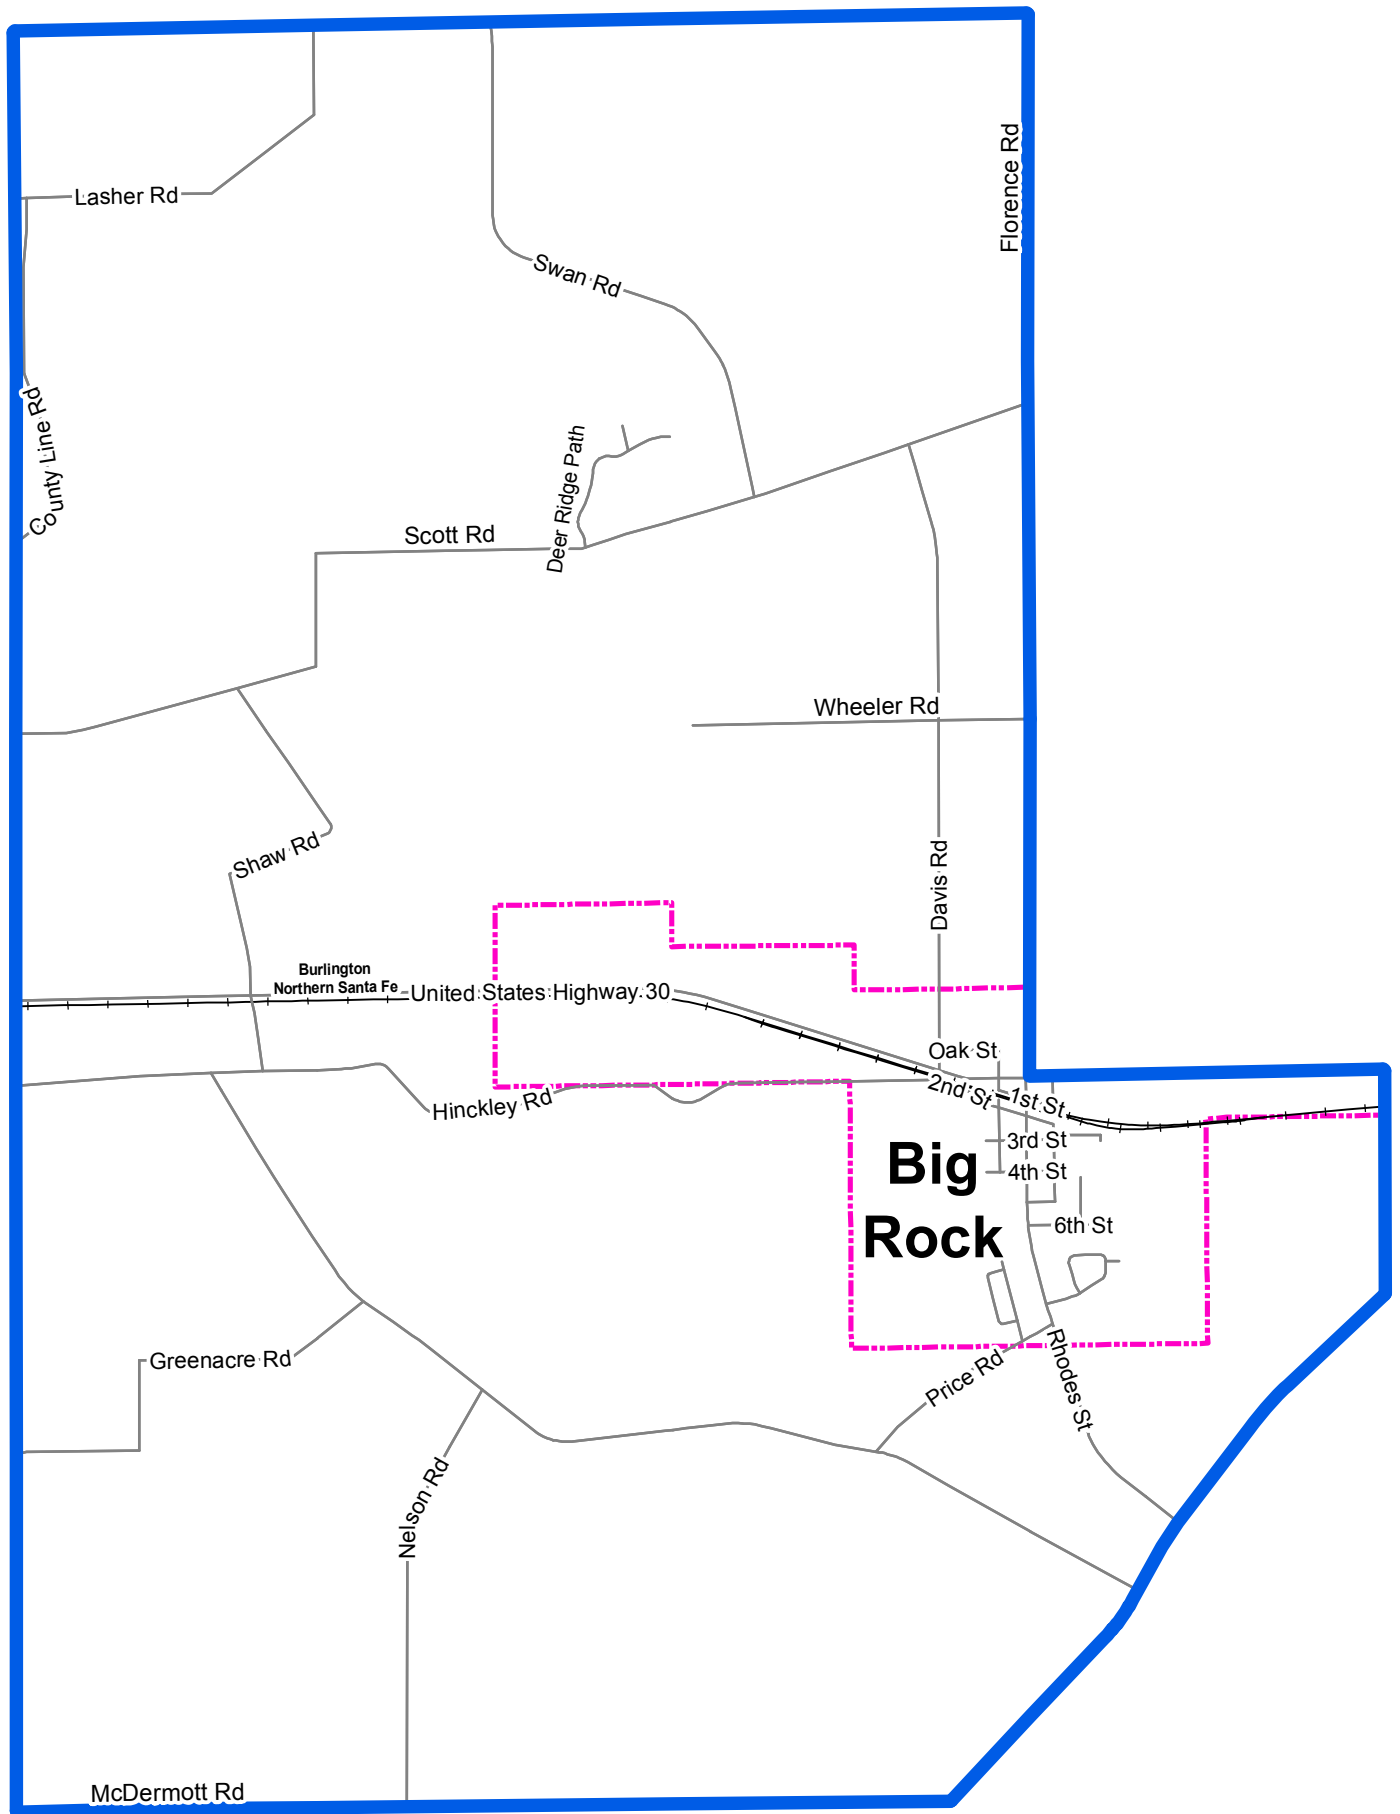 Florence Rd
Lasher Rd
Swan Rd
County Line Rd
Deer Ridge Path
Scott Rd
Wheeler Rd
Shaw Rd
Davis Rd
Burlington
Northern Santa Fe
United States Highway 30
Oak St
2nd St
1st St
Hinckley Rd
3rd St
Big
4th St
Rock
6th St
Greenacre Rd
Price Rd
Rhodes St
Nelson Rd
McDermott Rd